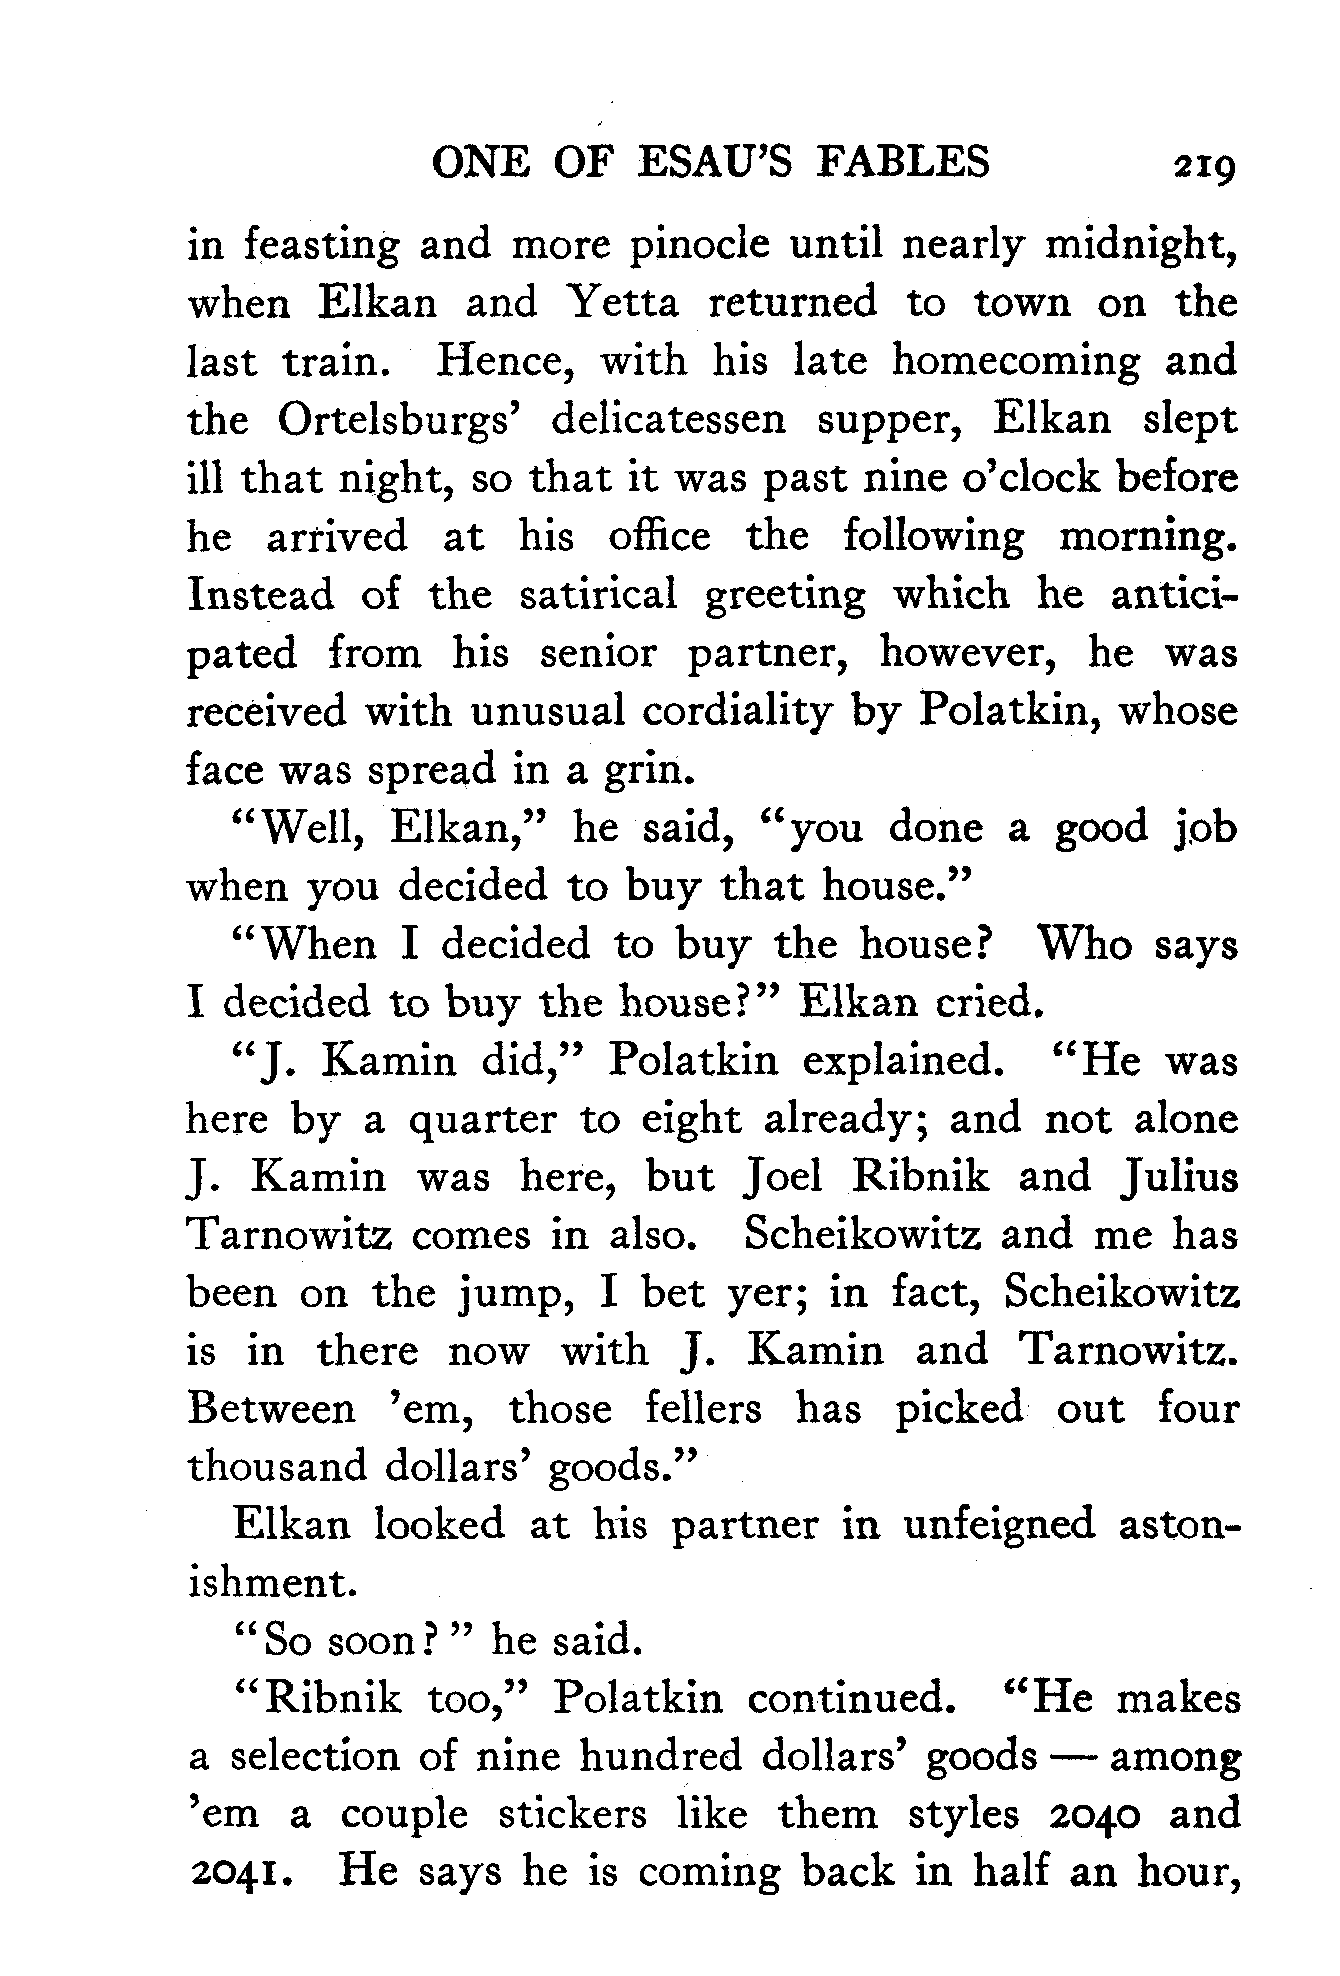 ONE OF ESAU'S FABLES 219
in feasting and more pinocle until nearly midnight,
when Elkan and Yetta returned to town on the
last train. Hence, with his late homecoming and
the Ortelsburgs' delicatessen supper, Elkan slept
ill that night, so that it was past nine o'clock before
he arrived at his office the following morning.
Instead of the satirical greeting which he antici-
pated from his senior partner, however, he was
received with unusual cordiality by Polatkin, whose
face was spread in a grin.
"Well, Elkan," he said, "you done a good job
when you decided to buy that house."
"When I decided to buy the house? Who says
I decided to buy the house?" Elkan cried.
"J. Kamin did," Polatkin explained. "He was
here by a quarter to eight already; and not alone
J. Kamin was here, but Joel Ribnik and Julius
Tarnowitz comes in also. Scheikowitz and me has
been on the jump, I bet yer; in fact, Scheikowitz
is in there now with J. Kamin and Tarnowitz.
Between 'em, those fellers has picked out four
thousand dollars' goods."
Elkan looked at his partner in unfeigned aston-
ishment.
"So soon?" he said.
"Ribnik too," Polatkin continued. "He makes
a selection of nine hundred dollars' goods — among
'em a couple stickers like them styles 2040 and
2041. He says he is coming back in half an hour,